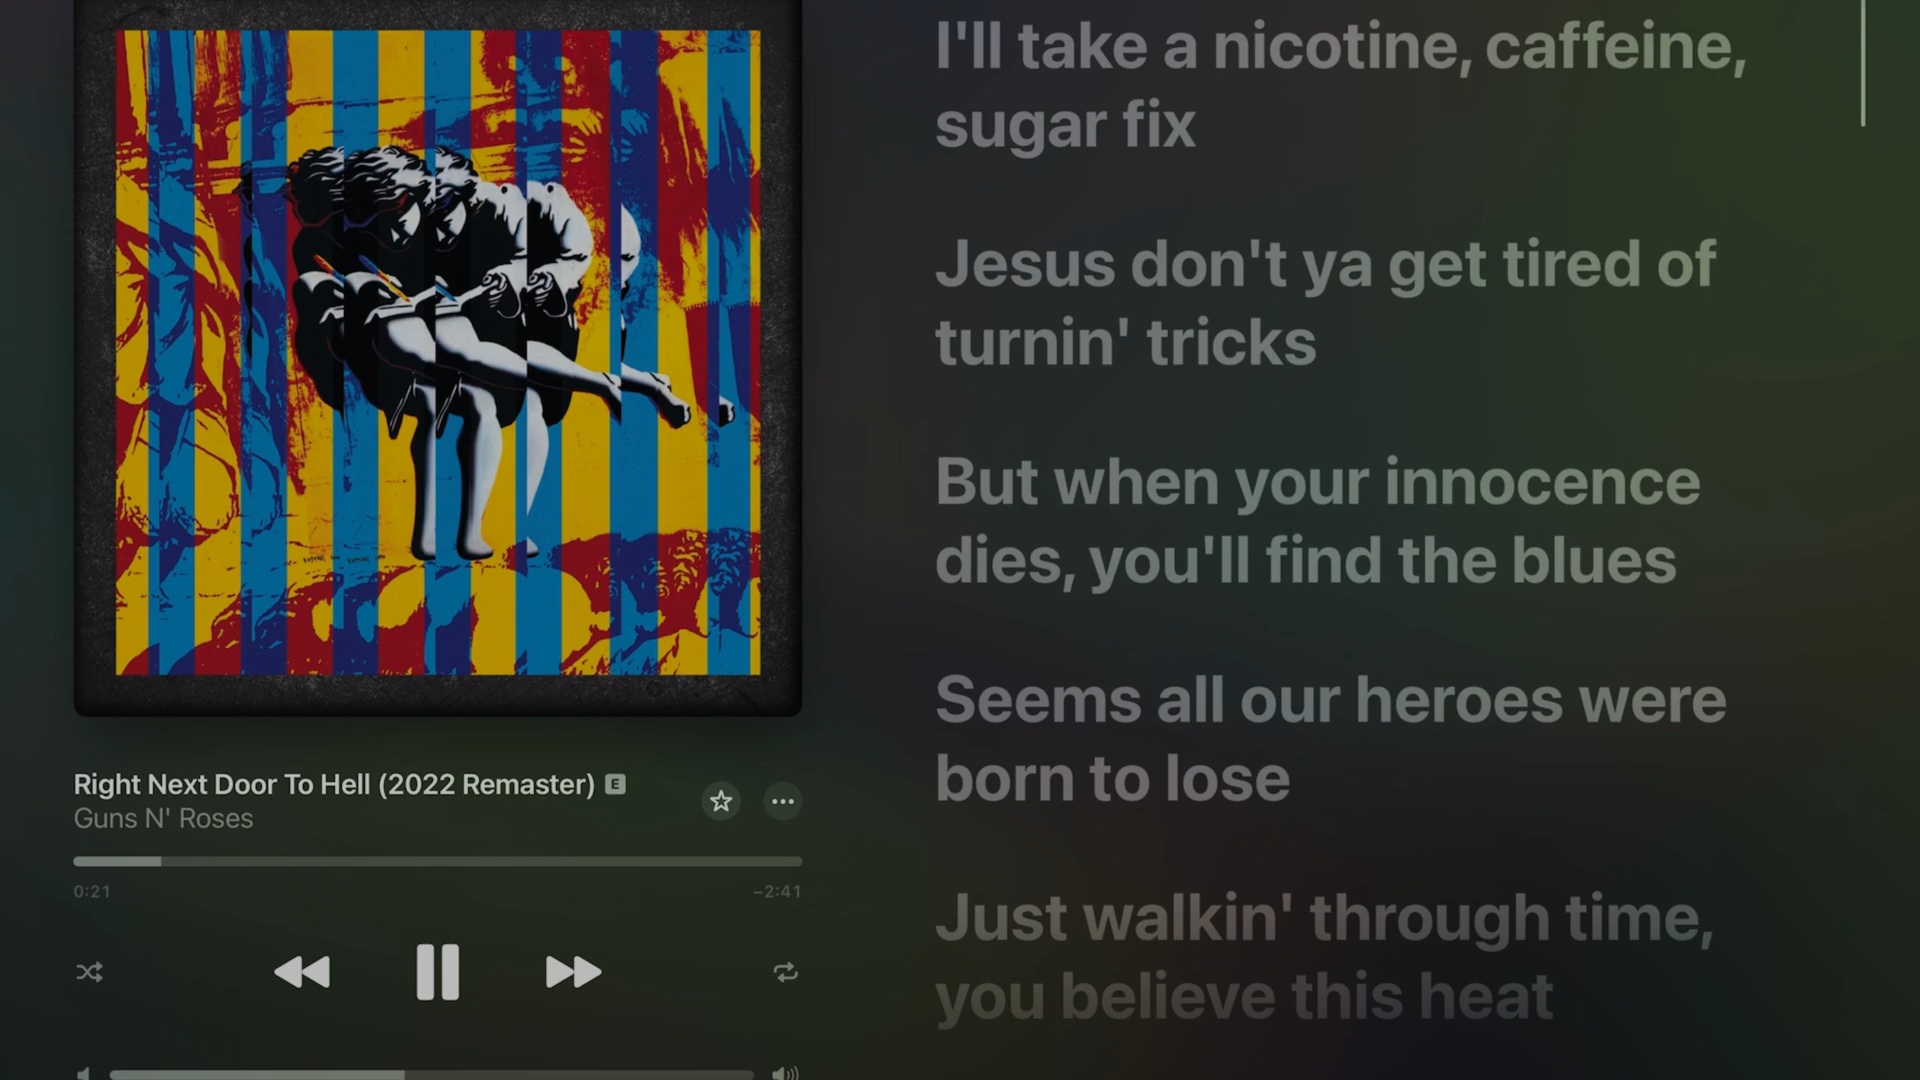 I'll take a nicotine, caffeine,
sugar fix
Jesus don't ya get tired of
turnin' tricks
But when your innocence
dies, you'll find the blues
Seems all our heroes were
born to lose
Just walkin' through time,
you believe this heat
Right Next Door To Hell (2022 Remaster) E
Guns N' Roses
0:21
−2:41